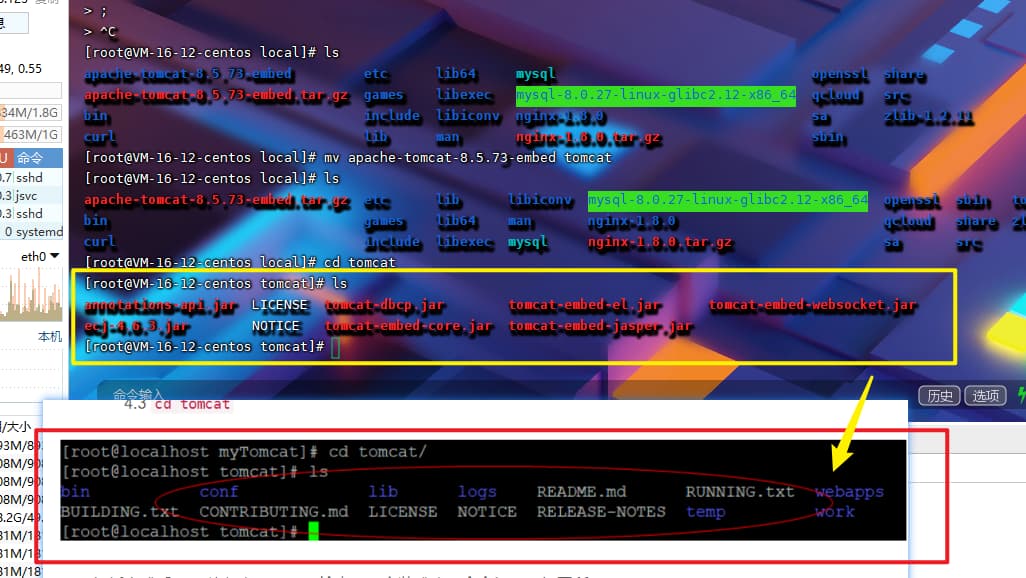 复制
> ;
息
> ^C
[root@VM-16-12-centos local]# ls
49, 0.55
apache-tomcat-8.5.73-embed etc lib64 mysql openssl share
apache-tomcat-8.5.73-embed.tar.gz games libexec mysql-8.0.27-linux-glibc2.12-x86_64 qcloud src
34M/1.8G
bin include libiconv nginx-1.8.0 sa zlib-1.2.11
463M/1G
curl lib man nginx-1.8.0.tar.gz sbin
U 命令
[root@VM-16-12-centos local]# mv apache-tomcat-8.5.73-embed tomcat
0.7 sshd
[root@VM-16-12-centos local]# ls
0.3 jsvc
apache-tomcat-8.5.73-embed.tar.gz etc lib libiconv mysql-8.0.27-linux-glibc2.12-x86_64 openssl sbin
0.3 sshd
bin games lib64 man nginx-1.8.0 qcloud share
0 systemd
curl include libexec mysql nginx-1.8.0.tar.gz sa src
eth0
[root@VM-16-12-centos local]# cd tomcat
[root@VM-16-12-centos tomcat]# ls
annotations-api.jar LICENSE tomcat-dbcp.jar tomcat-embed-el.jar tomcat-embed-websocket.jar
ecj-4.6.3.jar NOTICE tomcat-embed-core.jar tomcat-embed-jasper.jar
本机
[root@VM-16-12-centos tomcat]#
命令输入
历史 选项
4.3 cd tomcat
/大小
[root@localhost myTomcat]# cd tomcat/
[root@localhost tomcat]# ls
bin conf lib logs README.md RUNNING.txt webapps
BUILDING.txt CONTRIBUTING.md LICENSE NOTICE RELEASE-NOTES temp work
[root@localhost tomcat]#